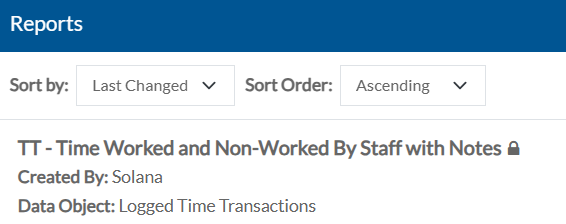 Reports
Sort by: Last Changed Sort Order: Ascending
TT - Time Worked and Non-Worked By Staff with Notes
Created By: Solana
Data Object: Logged Time Transactions